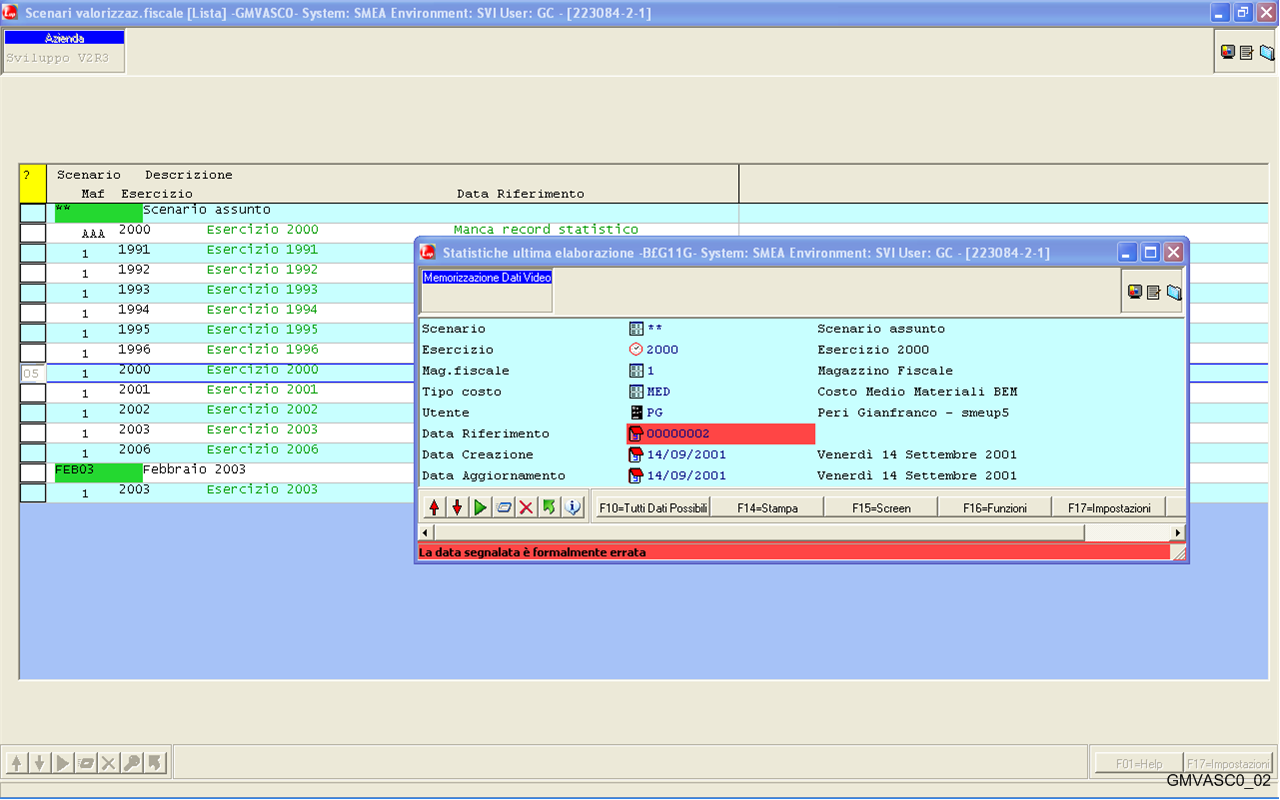 Scenari valorizzaz.fiscale [Lista] -GMVASC0- System: SMEA Environment: SVI User: GC - [223084-2-1]
Azienda
Sviluppo V2R3
? Scenario Descrizione
Maf Esercizio Data Riferimento
** Scenario assunto
AAA 2000 Esercizio 2000 Manca record statistico
1 1991 Esercizio 1991
1 1992 Esercizio 1992
1 1993 Esercizio 1993
1 1994 Esercizio 1994
1 1995 Esercizio 1995
1 1996 Esercizio 1996
05 1 2000 Esercizio 2000
1 2001 Esercizio 2001
1 2002 Esercizio 2002
1 2003 Esercizio 2003
1 2006 Esercizio 2006
FEB03 Febbraio 2003
1 2003 Esercizio 2003
Statistiche ultima elaborazione -B£G11G- System: SMEA Environment: SVI User: GC - [223084-2-1]
Memorizzazione Dati Video
Scenario ** Scenario assunto
Esercizio 2000 Esercizio 2000
Mag.fiscale 1 Magazzino Fiscale
Tipo costo MED Costo Medio Materiali BEM
Utente PG Peri Gianfranco - smeup5
Data Riferimento 00000002
Data Creazione 14/09/2001 Venerdì 14 Settembre 2001
Data Aggiornamento 14/09/2001 Venerdì 14 Settembre 2001
F10=Tutti Dati Possibili F14=Stampa F15=Screen F16=Funzioni F17=Impostazioni
La data segnalata è formalmente errata
F01=Help F17=Impostazioni
GMVASC0_02